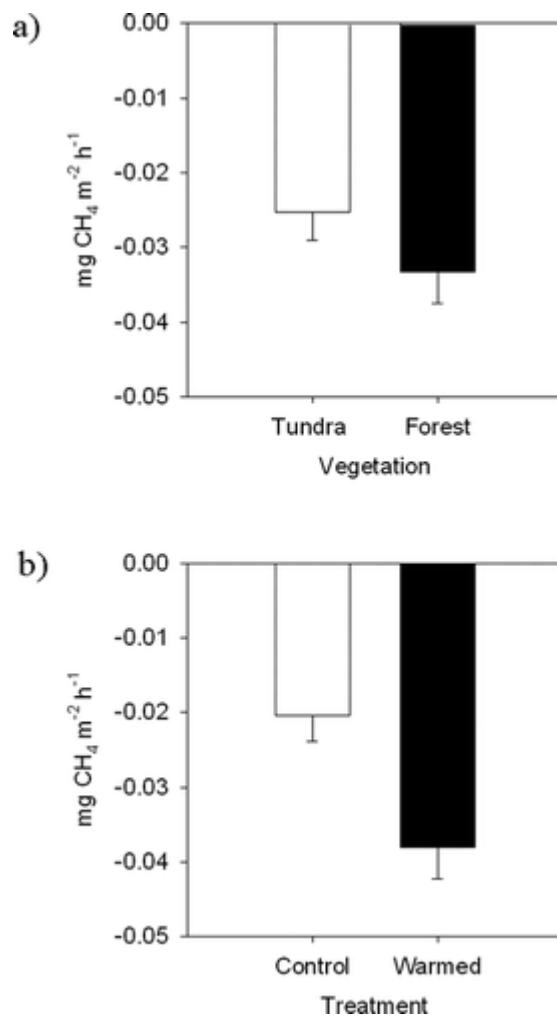 a)
0.00
-0.01
-0.02
-0.03
-0.04
-0.05
mg CH₄ m⁻² h⁻¹
Tundra Forest
Vegetation
b)
0.00
-0.01
-0.02
-0.03
-0.04
-0.05
mg CH₄ m⁻² h⁻¹
Control Warmed
Treatment